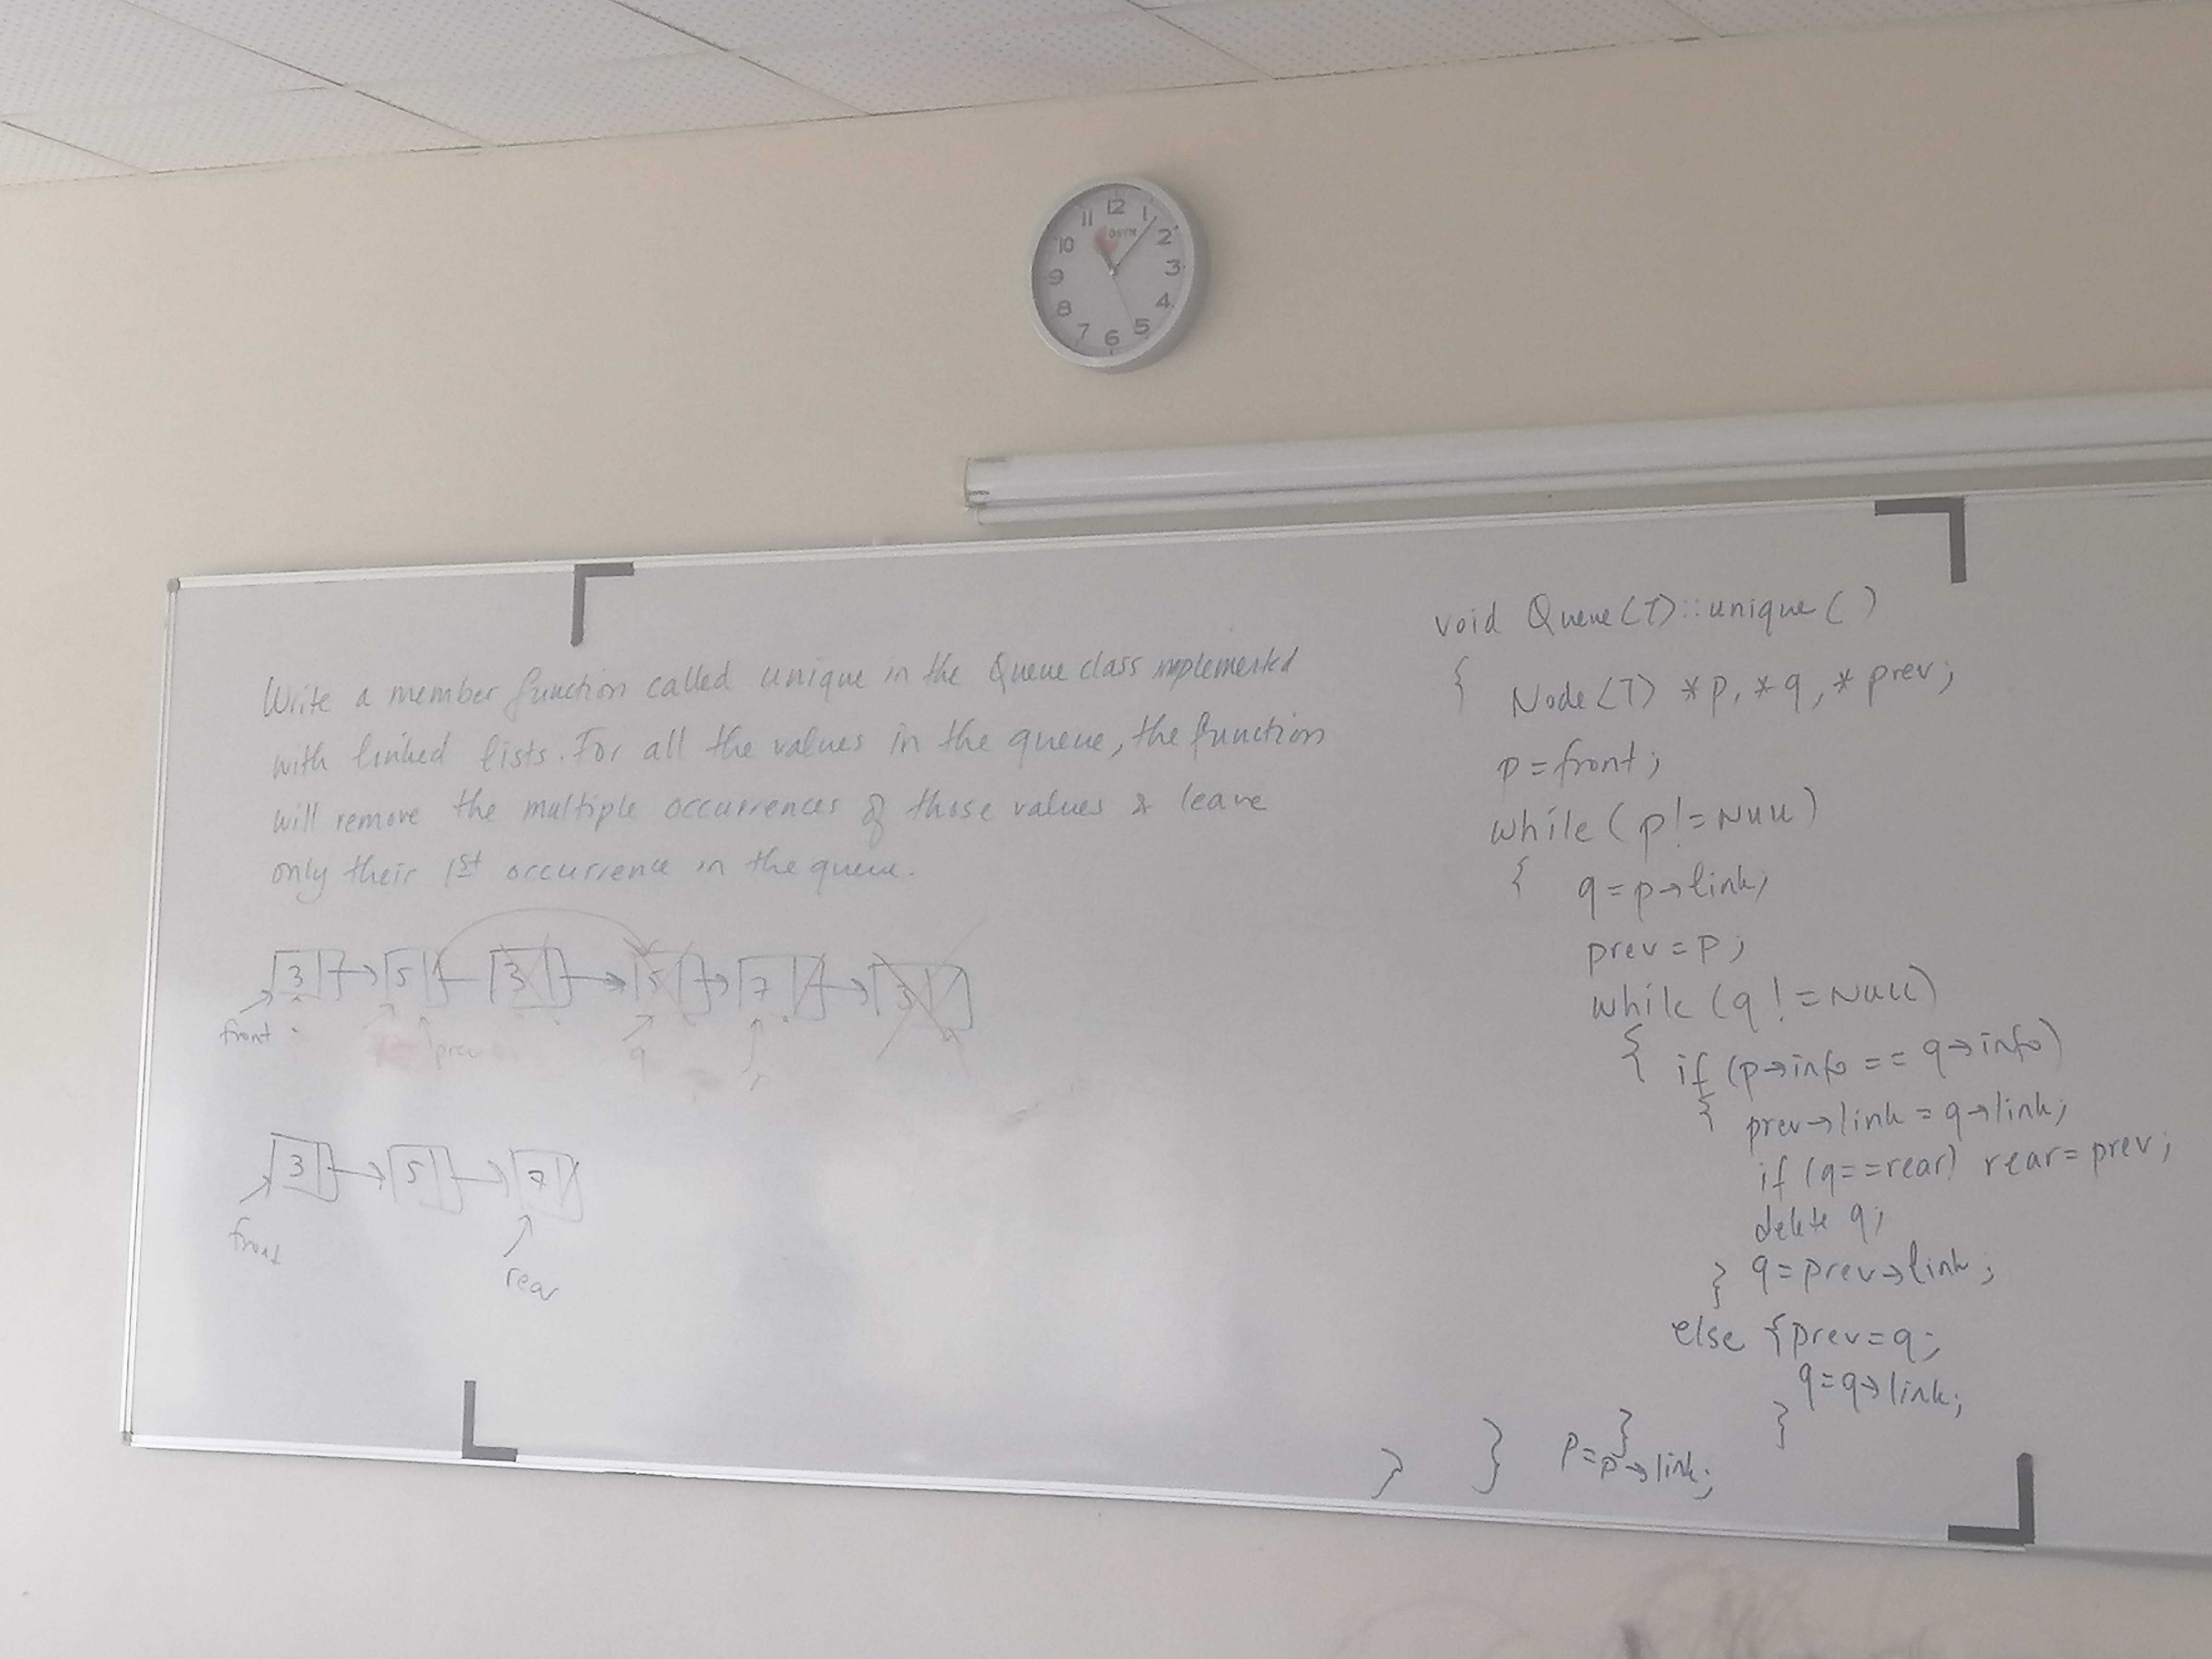 12
1
2
3
4
5
6
7
8
9
10
11
Write a member function called unique in the Queue class implemented
with linked lists. For all the values in the queue, the function
will remove the multiple occurrences of those values & leave
only their 1st occurrence in the queue.
3 5 3 5 7 3
front prev q r
3 5 7
front
rear
void Queue<T>::unique()
{ Node<T> *p, *q, *prev;
p=front;
while (p!=NULL)
{ q=p→link;
prev=p;
while (q!=NULL)
{ if (p→info == q→info)
{ prev→link=q→link;
if (q==rear) rear=prev;
delete q;
} q=prev→link;
else {prev=q;
q=q→link;
}
}
p=p→link;
}
}